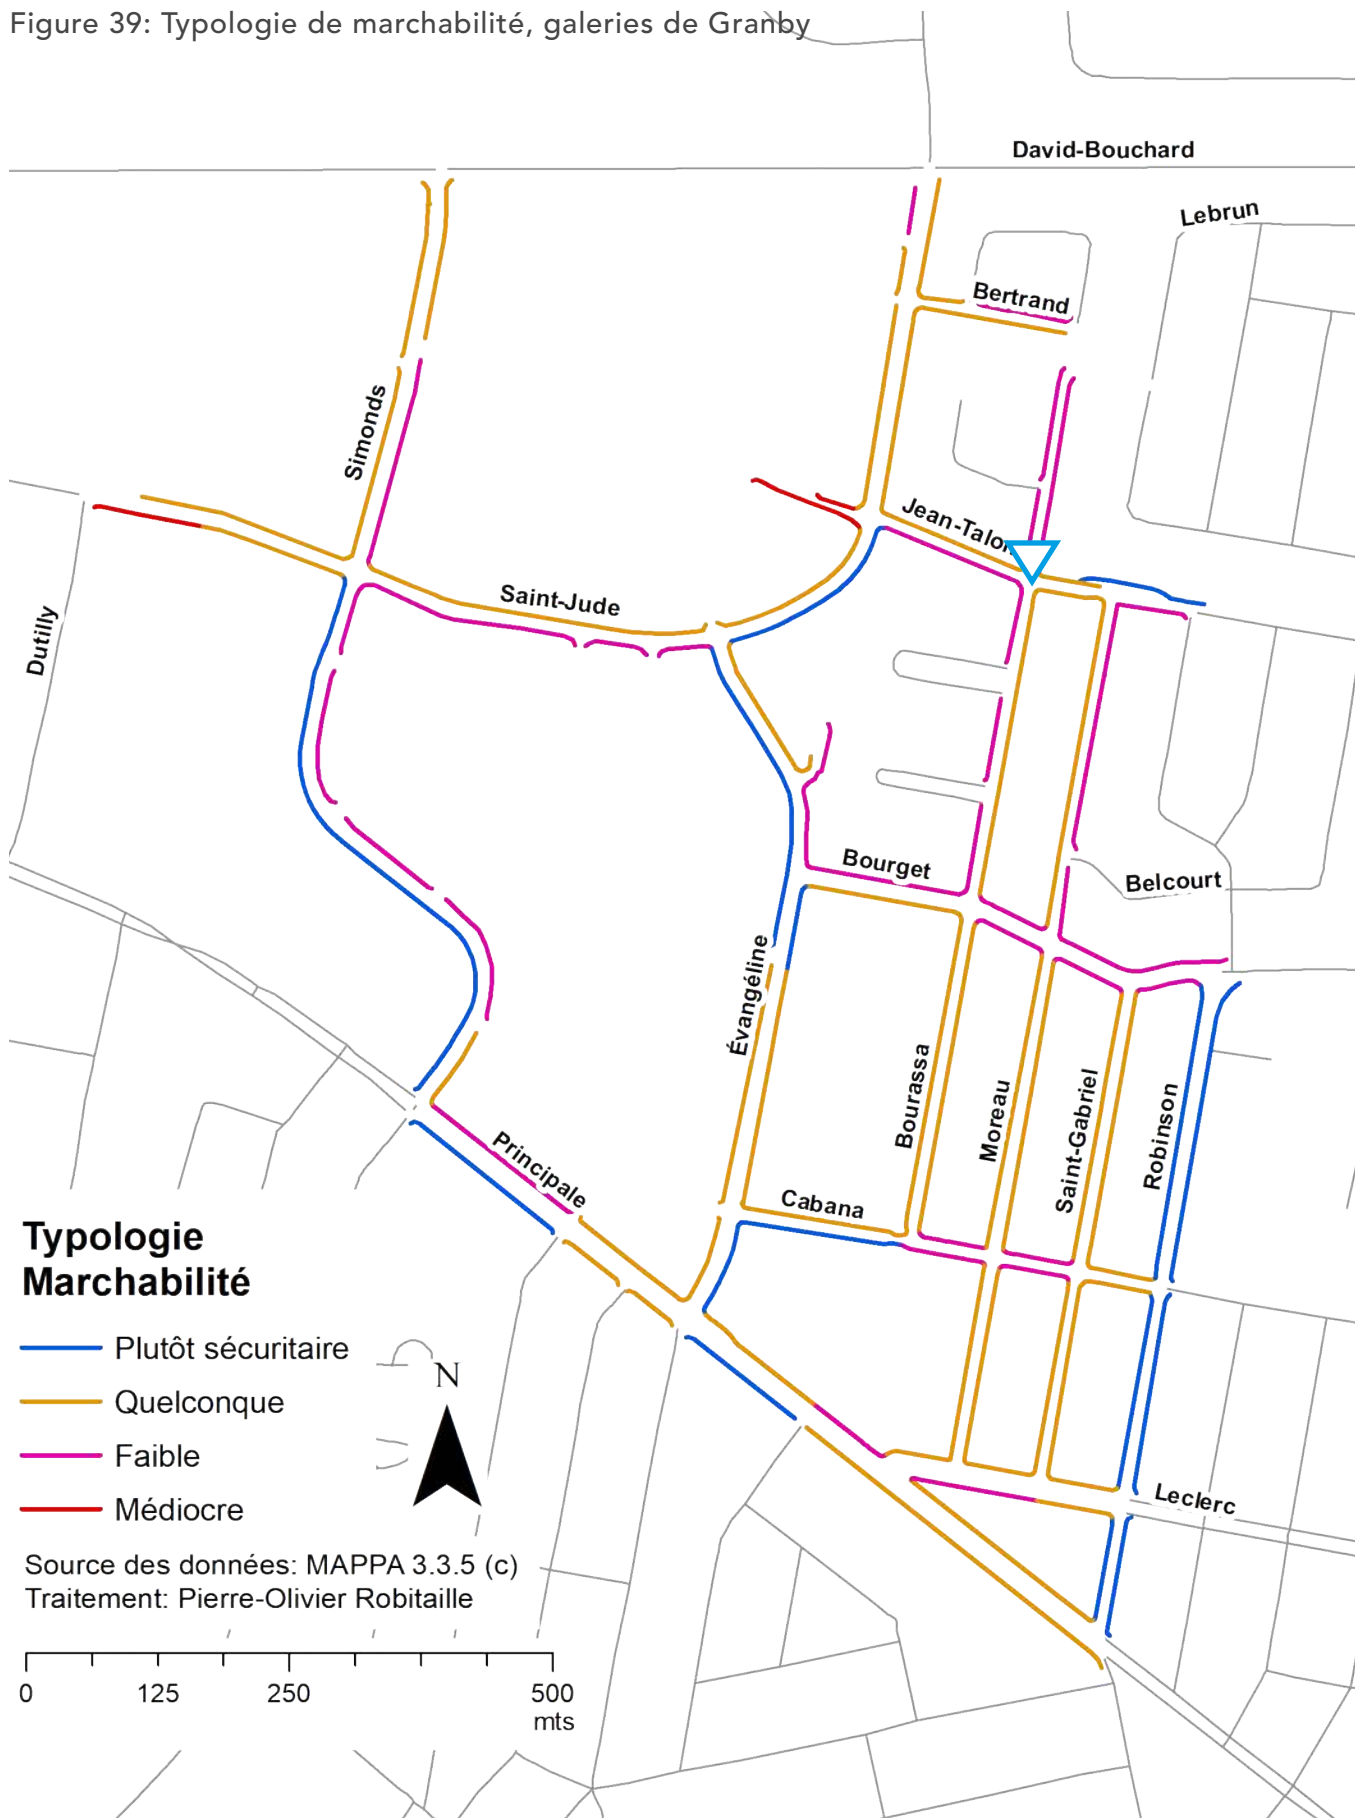 Figure 39: Typologie de marchabilité, galeries de Granby
David-Bouchard
Lebrun
Bertrand
Simonds
Jean-Talon
Saint-Jude
Dutilly
Bourget
Belcourt
Évangéline
Bourassa
Moreau
Saint-Gabriel
Robinson
Principale
Cabana
Leclerc
Typologie
Marchabilité
Plutôt sécuritaire
Quelconque
Faible
Médiocre
N
Source des données: MAPPA 3.3.5 (c)
Traitement: Pierre-Olivier Robitaille
0 125 250 500
mts